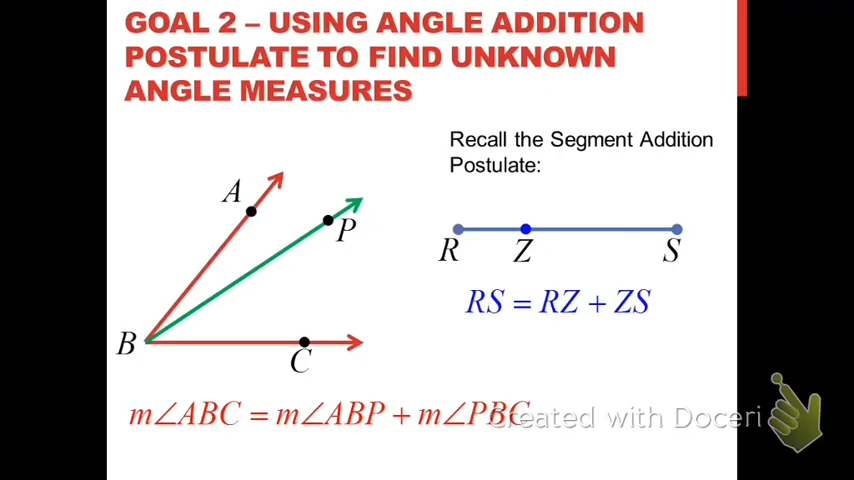 GOAL 2 – USING ANGLE ADDITION
POSTULATE TO FIND UNKNOWN
ANGLE MEASURES
Recall the Segment Addition
Postulate:
A
P
B
C
R Z S
RS = RZ + ZS
m∠ABC = m∠ABP + m∠PBC
Created with Doceri